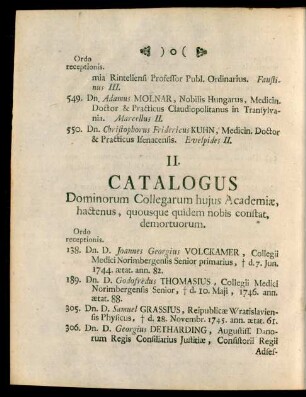 ) o (
Ordo
receptionis.
mia Rintellensi Professor Publ. Ordinarius. Fausti-
nus III.
549. Dn. Adamus MOLNAR, Nobilis Hungarus, Medicin.
Doctor & Practicus Claudiopolitanus in Transylva-
nia. Marcellus II.
550. Dn. Christophorus Fridericus KUHN, Medicin. Doctor
& Practicus Isenacensis. Evelpides II.
II.
CATALOGUS
Dominorum Collegarum hujus Academiæ,
hactenus, quousque quidem nobis constat,
demortuorum.
Ordo
receptionis.
138. Dn. D. Joannes Georgius VOLCKAMER, Collegii
Medici Norimbergensis Senior primarius, † d. 7. Jun.
1744. ætat. ann. 82.
189. Dn. D. Godofredus THOMASIUS, Collegii Medici
Norimbergensis Senior, † d. 10. Maji, 1746. ann.
ætat. 88.
305. Dn. D. Samuel GRASSIUS, Reipublicæ Wratislavien-
sis Physicus, † d. 28. Novembr. 1745. ann. ætat. 61.
306. Dn. D. Georgius DETHARDING, Augustiss. Dano-
rum Regis Consiliarius Justitiæ, Consistorii Regii
Adses-